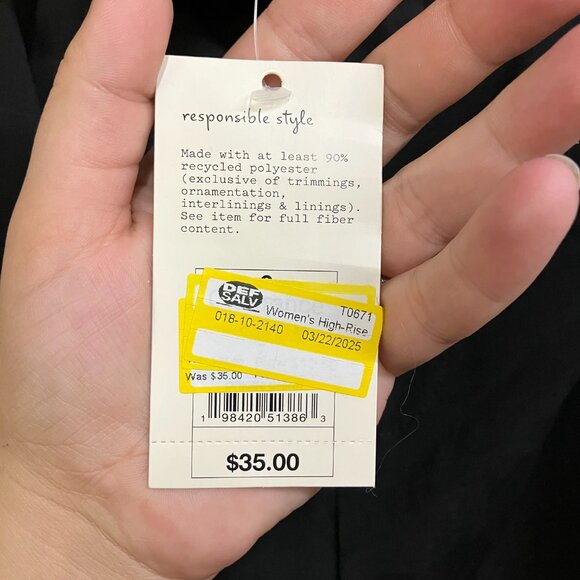 responsible style
Made with at least 90%
recycled polyester
(exclusive of trimmings,
ornamentation,
interlinings & linings).
See item for full fiber
content.
DEF
SALV
T0671
Women's High-Rise
018-10-2140 03/22/2025
Was $35.00
1 98420 51386 3
$35.00